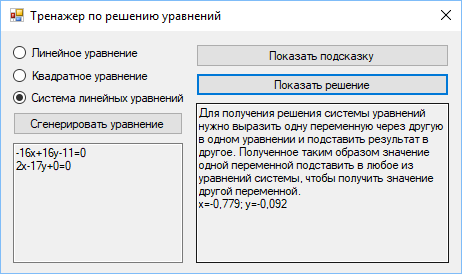 Тренажер по решению уравнений
Линейное уравнение
Квадратное уравнение
Система линейных уравнений
Сгенерировать уравнение
-16x+16y-11=0
2x-17y+0=0
Показать подсказку
Показать решение
Для получения решения системы уравнений
нужно выразить одну переменную через другую
в одном уравнении и подставить результат в
другое. Полученное таким образом значение
одной переменной подставить в любое из
уравнений системы, чтобы получить значение
другой переменной.
x=-0,779; y=-0,092